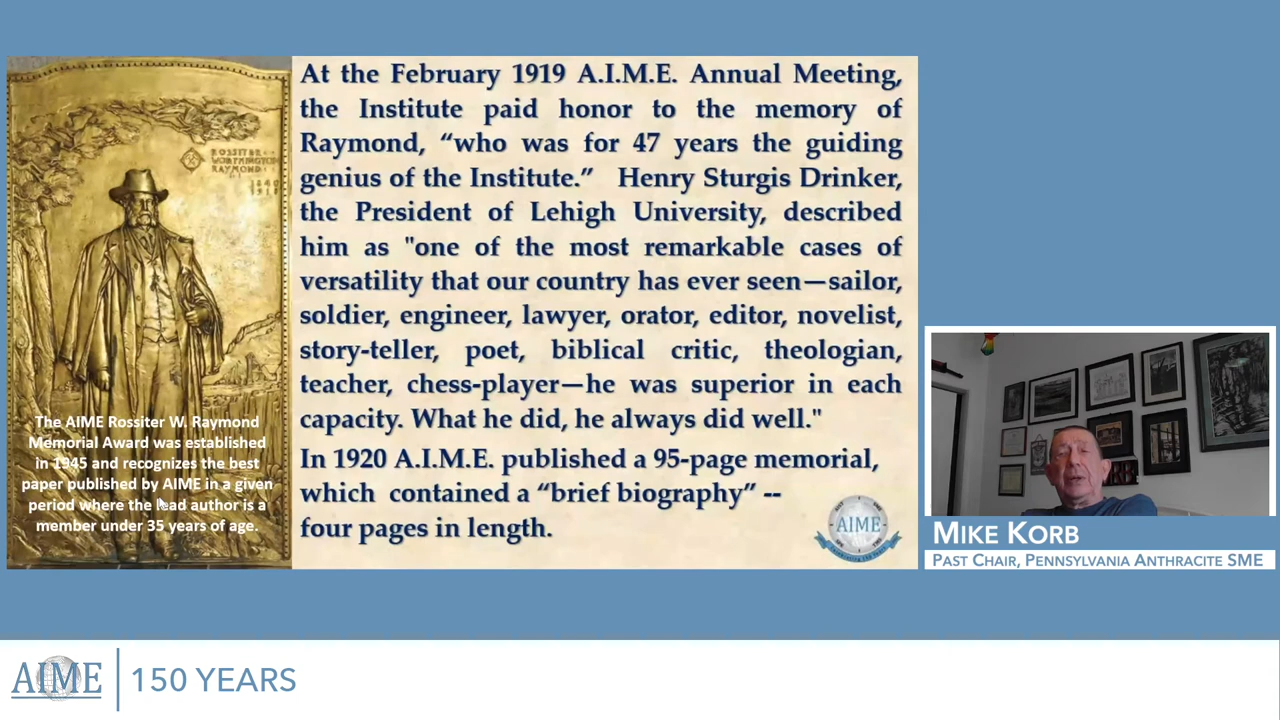 ROSSITER
WORTHINGTON
RAYMOND
1840
1918
The AIME Rossiter W. Raymond
Memorial Award was established
in 1945 and recognizes the best
paper published by AIME in a given
period where the lead author is a
member under 35 years of age.
At the February 1919 A.I.M.E. Annual Meeting,
the Institute paid honor to the memory of
Raymond, “who was for 47 years the guiding
genius of the Institute.” Henry Sturgis Drinker,
the President of Lehigh University, described
him as "one of the most remarkable cases of
versatility that our country has ever seen—sailor,
soldier, engineer, lawyer, orator, editor, novelist,
story-teller, poet, biblical critic, theologian,
teacher, chess-player—he was superior in each
capacity. What he did, he always did well."
In 1920 A.I.M.E. published a 95-page memorial,
which contained a “brief biography” --
four pages in length.
AIME
MIKE KORB
PAST CHAIR, PENNSYLVANIA ANTHRACITE SME
AIME
150 YEARS